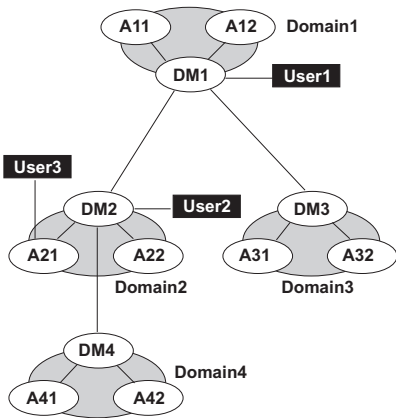 A11 A12 Domain1
DM1 User1
User3
DM2 User2 DM3
A21 A22 A31 A32
Domain2 Domain3
DM4
Domain4
A41 A42